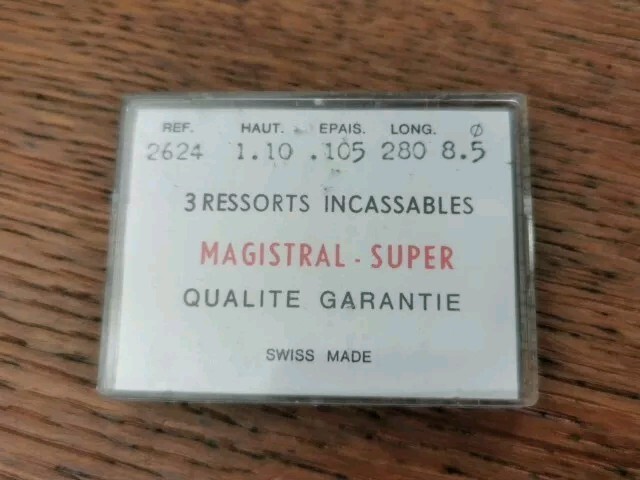 REF. HAUT. EPAIS. LONG. ∅
2624 1.10 .105 280 8.5
3 RESSORTS INCASSABLES
MAGISTRAL - SUPER
QUALITE GARANTIE
SWISS MADE